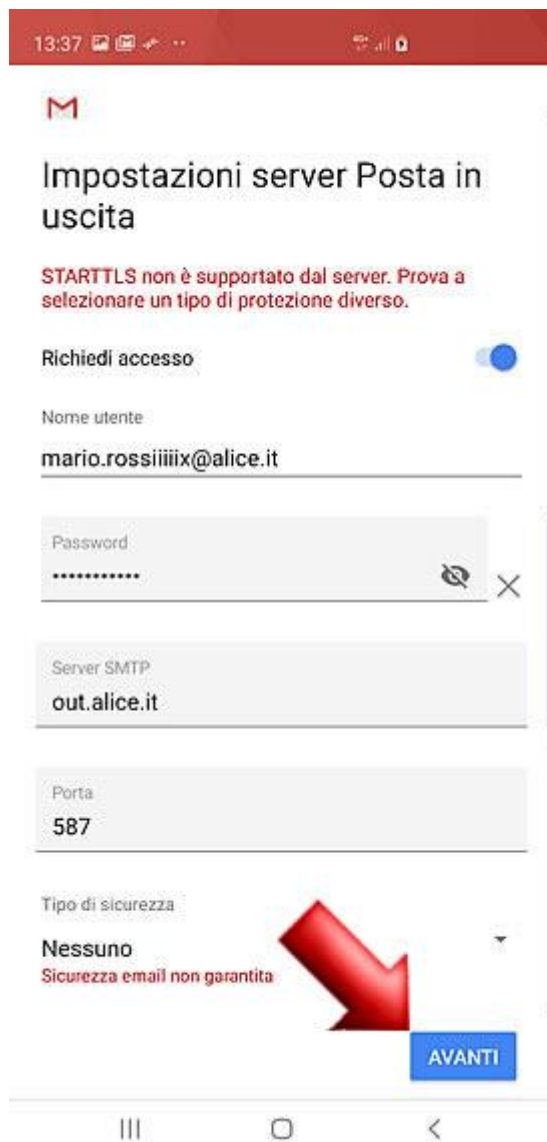 13:37
Impostazioni server Posta in
uscita
STARTTLS non è supportato dal server. Prova a
selezionare un tipo di protezione diverso.
Richiedi accesso
Nome utente
mario.rossiiiiix@alice.it
Password
•••••••••••
Server SMTP
out.alice.it
Porta
587
Tipo di sicurezza
Nessuno
Sicurezza email non garantita
AVANTI